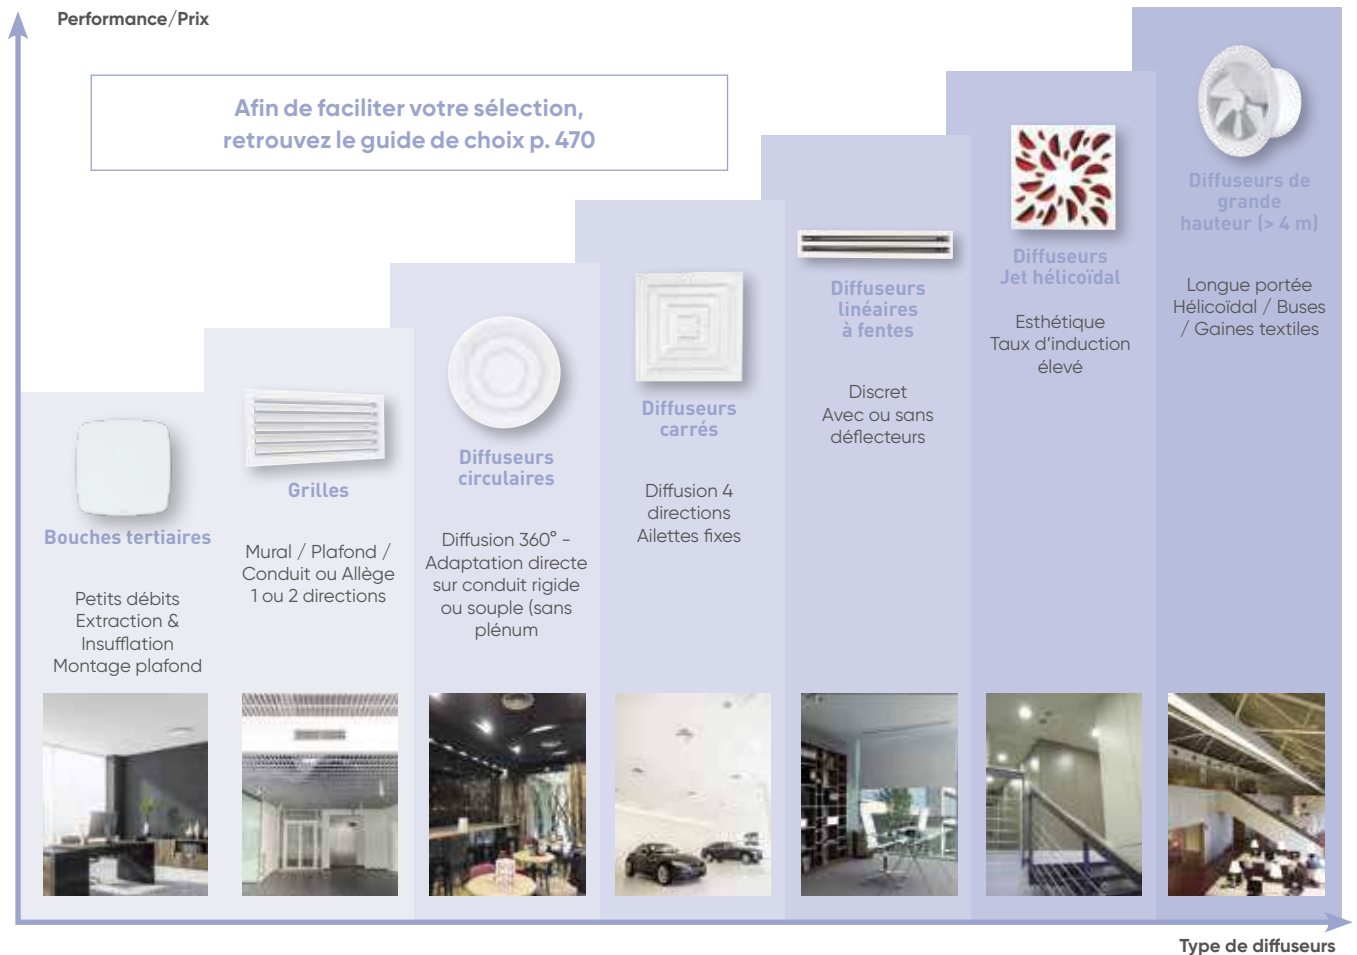 Performance/Prix
Afin de faciliter votre sélection,
retrouvez le guide de choix p. 470
Bouches tertiaires
Petits débits
Extraction &
Insufflation
Montage plafond
Grilles
Mural / Plafond /
Conduit ou Allège
1 ou 2 directions
Diffuseurs
circulaires
Diffusion 360° -
Adaptation directe
sur conduit rigide
ou souple (sans
plénum
Diffuseurs
carrés
Diffusion 4
directions
Ailettes fixes
Diffuseurs
linéaires
à fentes
Discret
Avec ou sans
déflecteurs
Diffuseurs
Jet hélicoïdal
Esthétique
Taux d'induction
élevé
Diffuseurs de
grande
hauteur (> 4 m)
Longue portée
Hélicoïdal / Buses
/ Gaines textiles
Type de diffuseurs